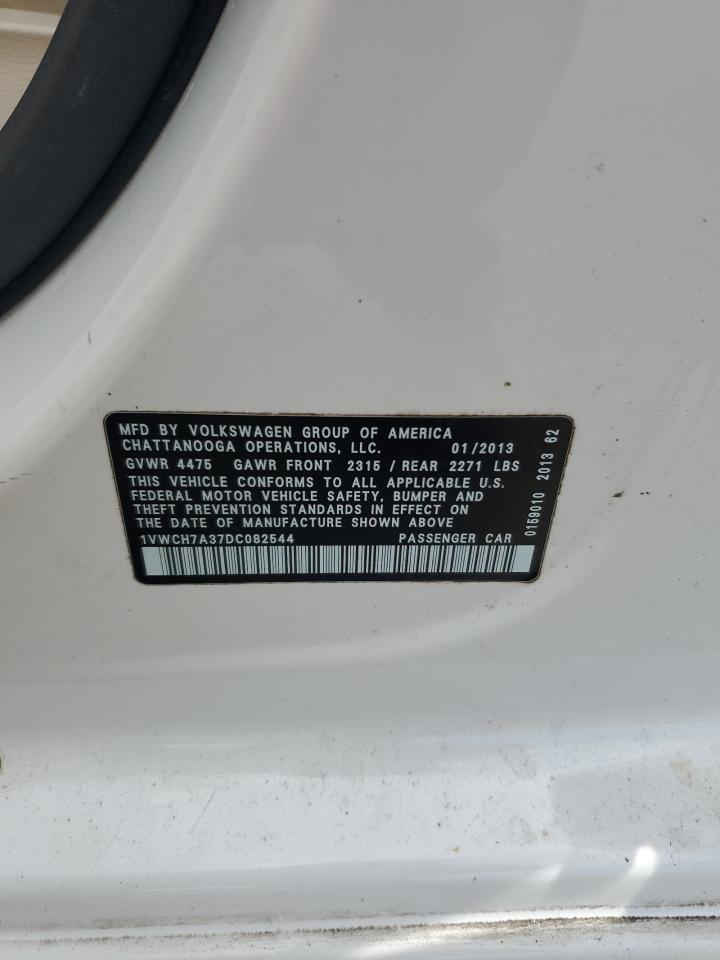 MFD BY VOLKSWAGEN GROUP OF AMERICA
CHATTANOOGA OPERATIONS, LLC. 01/2013
GVWR 4475 GAWR FRONT 2315 / REAR 2271 LBS
THIS VEHICLE CONFORMS TO ALL APPLICABLE U.S.
FEDERAL MOTOR VEHICLE SAFETY, BUMPER AND
THEFT PREVENTION STANDARDS IN EFFECT ON
THE DATE OF MANUFACTURE SHOWN ABOVE
1VWCH7A37DC082544 PASSENGER CAR
0159010 2013 62